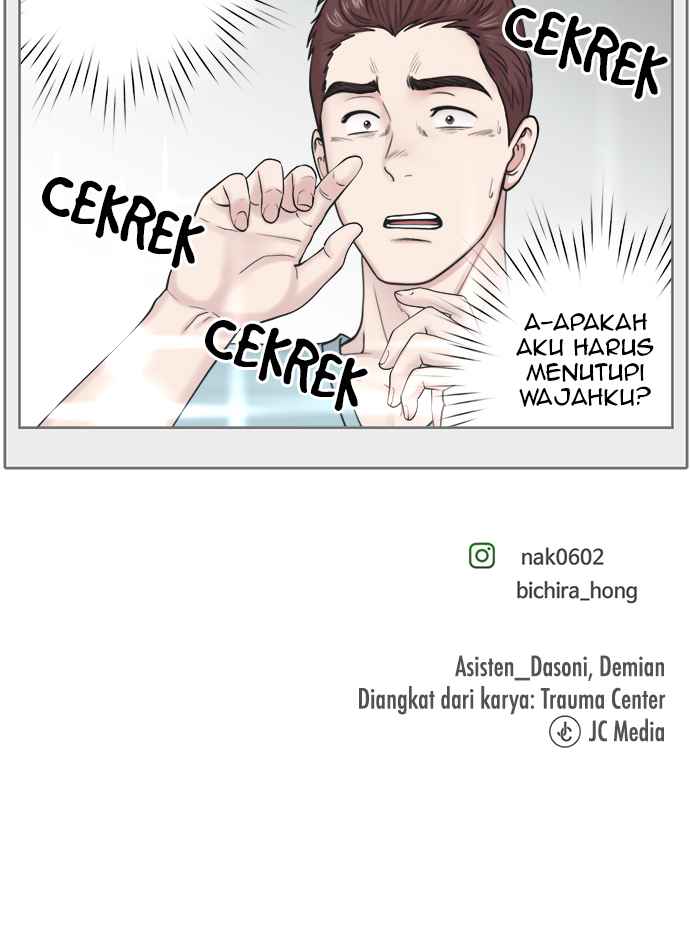 CEKREK
CEKREK
CEKREK
A-APAKAH
AKU HARUS
MENUTUPI
WAJAHKU?
nak0602
bichira_hong
Asisten_Dasoni, Demian
Diangkat dari karya: Trauma Center
JC JC Media